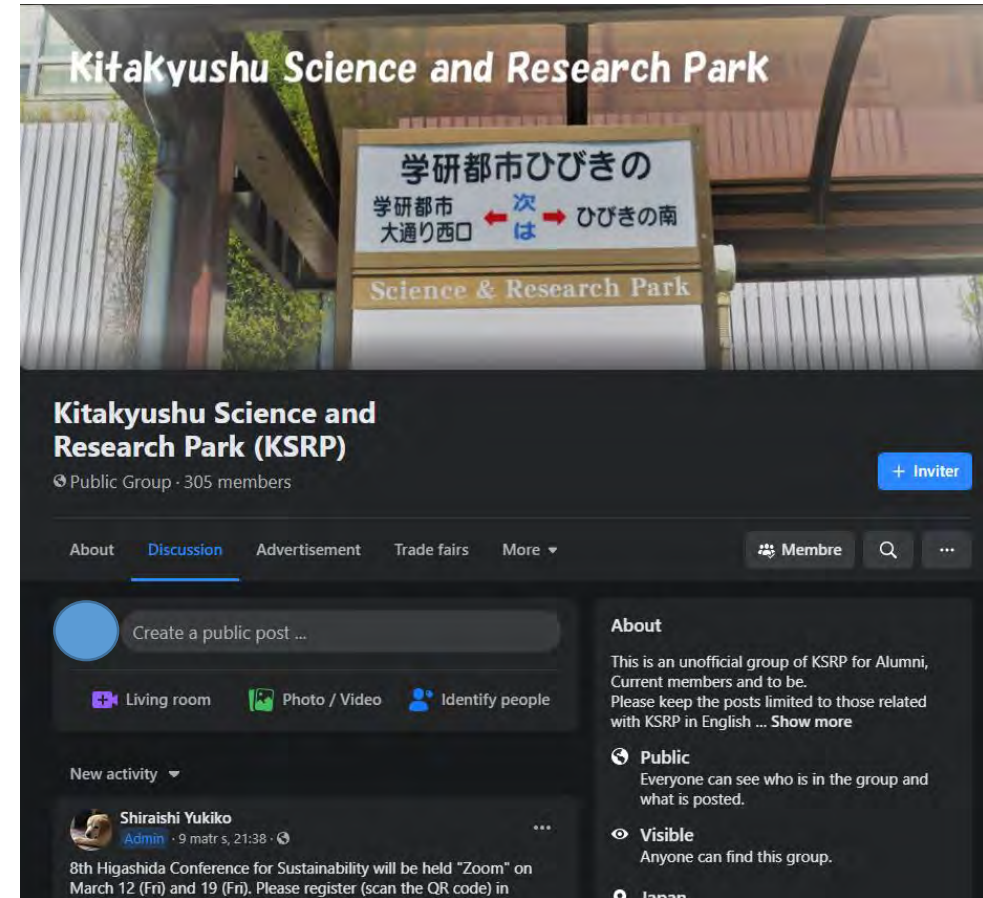 Kitakyushu Science and Research Park
学研都市ひびきの
学研都市
大通り西口
次
は
ひびきの南
Science & Research Park
Kitakyushu Science and
Research Park (KSRP)
Public Group · 305 members
+ Inviter
About
Discussion
Advertisement
Trade fairs
More
Membre
Create a public post ...
Living room
Photo / Video
Identify people
New activity
Shiraishi Yukiko
Admin · 9 matr s, 21:38 ·
8th Higashida Conference for Sustainability will be held "Zoom" on
March 12 (Fri) and 19 (Fri). Please register (scan the QR code) in
About
This is an unofficial group of KSRP for Alumni,
Current members and to be.
Please keep the posts limited to those related
with KSRP in English ... Show more
Public
Everyone can see who is in the group and
what is posted.
Visible
Anyone can find this group.
Japan